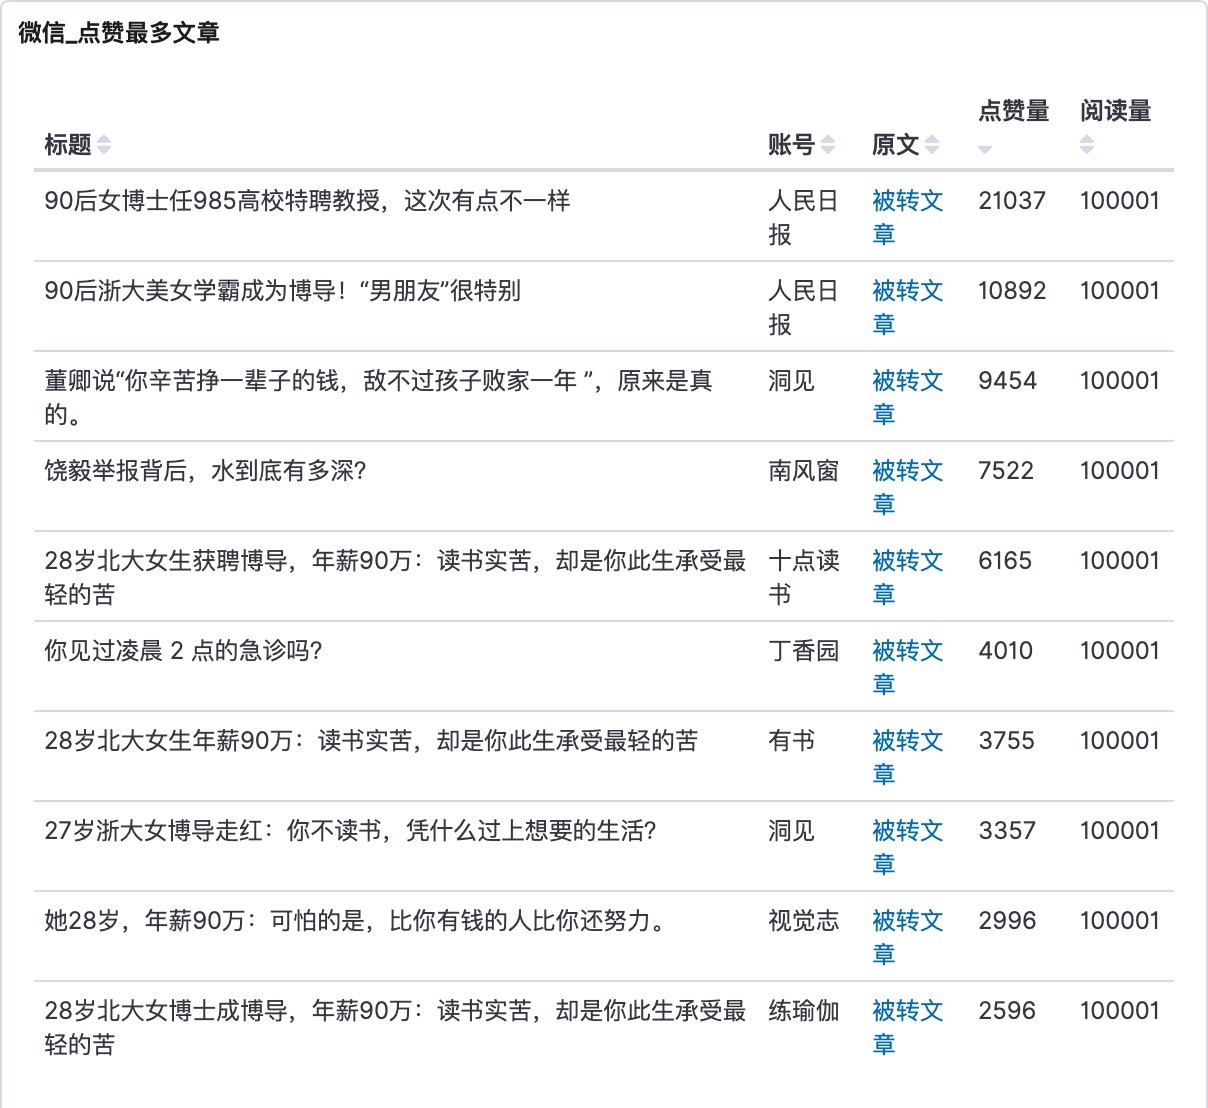 微信_点赞最多文章
点赞量 阅读量
标题 账号 原文
90后女博士任985高校特聘教授，这次有点不一样 人民日 被转文 21037 100001
报 章
90后浙大美女学霸成为博导！“男朋友”很特别 人民日 被转文 10892 100001
报 章
董卿说“你辛苦挣一辈子的钱，敌不过孩子败家一年 ”，原来是真 洞见 被转文 9454 100001
的。 章
饶毅举报背后，水到底有多深? 南风窗 被转文 7522 100001
章
28岁北大女生获聘博导，年薪90万：读书实苦，却是你此生承受最 十点读 被转文 6165 100001
轻的苦 书 章
你见过凌晨 2 点的急诊吗? 丁香园 被转文 4010 100001
章
28岁北大女生年薪90万：读书实苦，却是你此生承受最轻的苦 有书 被转文 3755 100001
章
27岁浙大女博导走红：你不读书，凭什么过上想要的生活? 洞见 被转文 3357 100001
章
她28岁，年薪90万：可怕的是，比你有钱的人比你还努力。 视觉志 被转文 2996 100001
章
28岁北大女博士成博导，年薪90万：读书实苦，却是你此生承受最 练瑜伽 被转文 2596 100001
轻的苦 章